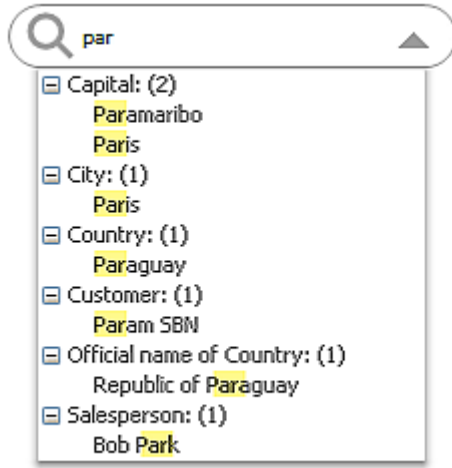 par
Capital: (2)
Paramaribo
Paris
City: (1)
Paris
Country: (1)
Paraguay
Customer: (1)
Param SBN
Official name of Country: (1)
Republic of Paraguay
Salesperson: (1)
Bob Park